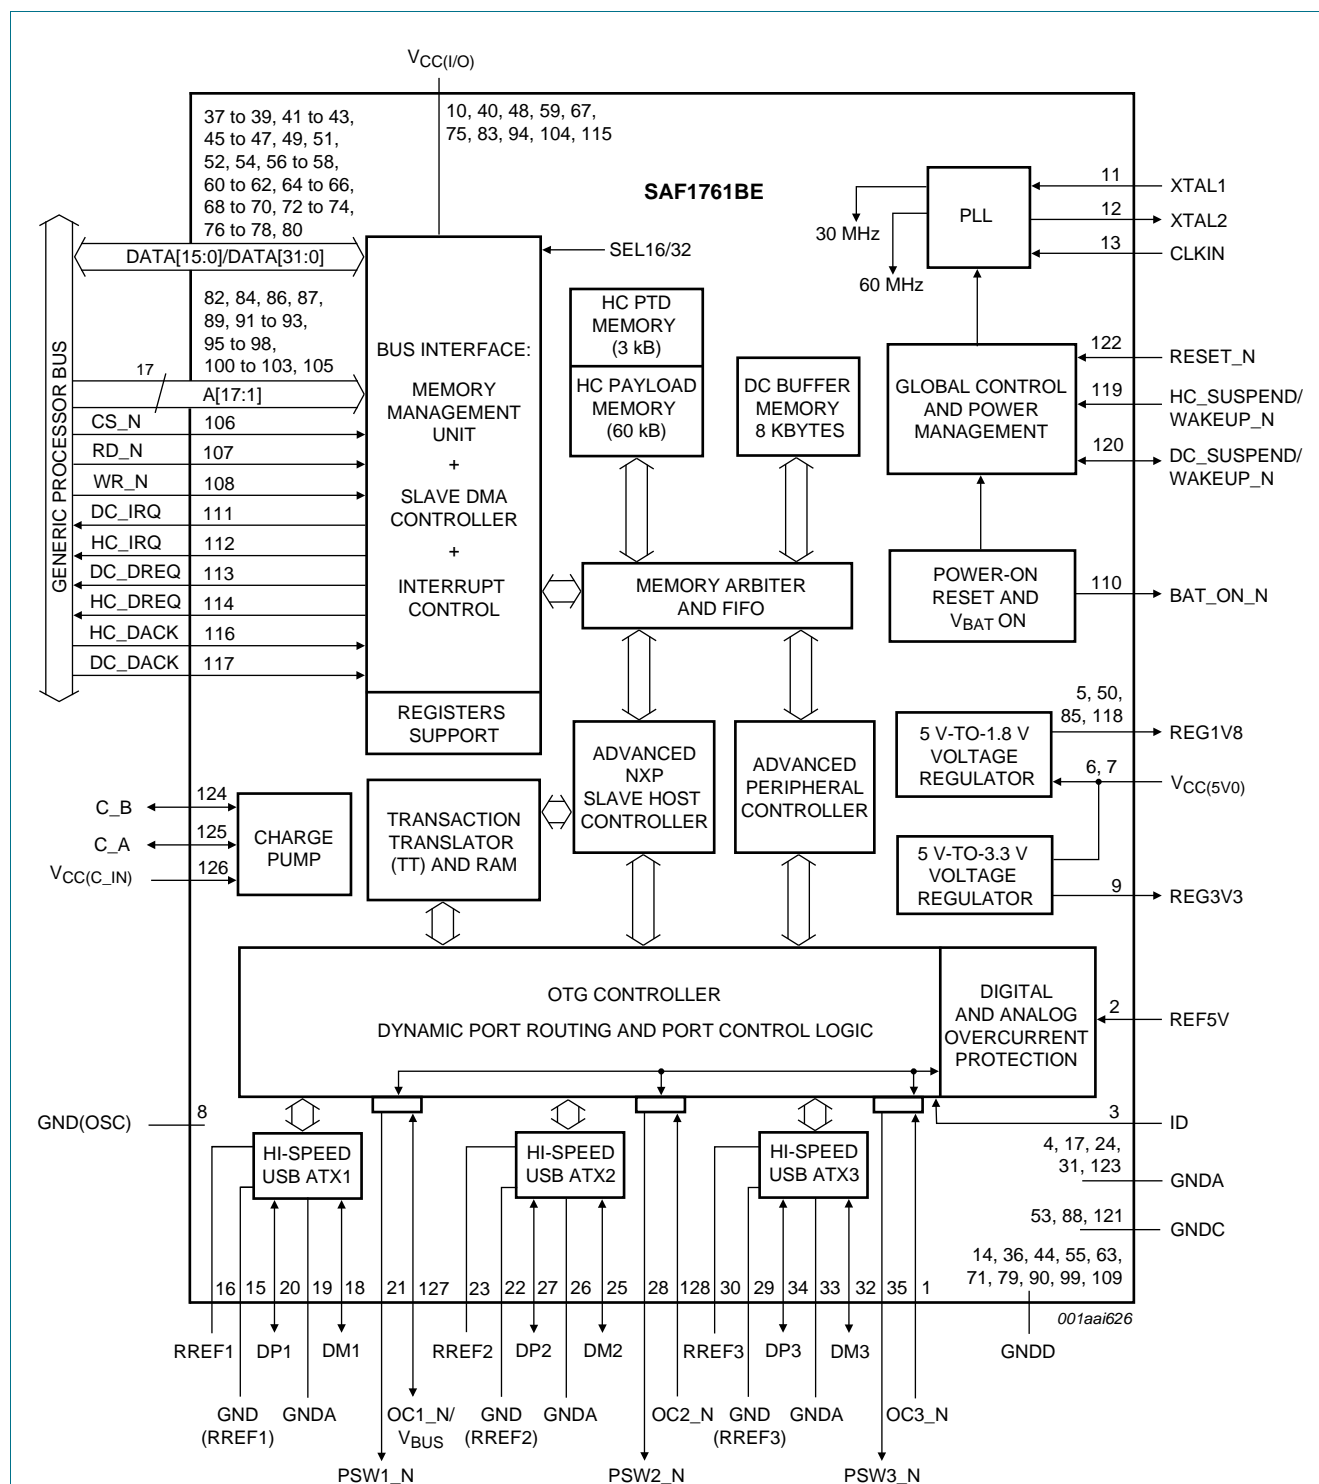 VCC(I/O)
37 to 39, 41 to 43,
45 to 47, 49, 51,
52, 54, 56 to 58,
60 to 62, 64 to 66,
68 to 70, 72 to 74,
76 to 78, 80
10, 40, 48, 59, 67,
75, 83, 94, 104, 115
SAF1761BE
PLL
30 MHz
60 MHz
11
XTAL1
12
XTAL2
13
CLKIN
GENERIC PROCESSOR BUS
DATA[15:0]/DATA[31:0]
SEL16/32
82, 84, 86, 87,
89, 91 to 93,
95 to 98,
100 to 103, 105
17
A[17:1]
CS_N
106
RD_N
107
WR_N
108
DC_IRQ
111
HC_IRQ
112
DC_DREQ
113
HC_DREQ
114
HC_DACK
116
DC_DACK
117
BUS INTERFACE:
MEMORY
MANAGEMENT
UNIT
+
SLAVE DMA
CONTROLLER
+
INTERRUPT
CONTROL
REGISTERS
SUPPORT
HC PTD
MEMORY
(3 kB)
HC PAYLOAD
MEMORY
(60 kB)
DC BUFFER
MEMORY
8 KBYTES
MEMORY ARBITER
AND FIFO
GLOBAL CONTROL
AND POWER
MANAGEMENT
122
RESET_N
119
HC_SUSPEND/
WAKEUP_N
120
DC_SUSPEND/
WAKEUP_N
POWER-ON
RESET AND
VBAT ON
110
BAT_ON_N
5 V-TO-1.8 V
VOLTAGE
REGULATOR
5, 50,
85, 118
REG1V8
6, 7
VCC(5V0)
5 V-TO-3.3 V
VOLTAGE
REGULATOR
9
REG3V3
C_B
124
C_A
125
VCC(C_IN)
126
CHARGE
PUMP
TRANSACTION
TRANSLATOR
(TT) AND RAM
ADVANCED
NXP
SLAVE HOST
CONTROLLER
ADVANCED
PERIPHERAL
CONTROLLER
OTG CONTROLLER
DYNAMIC PORT ROUTING AND PORT CONTROL LOGIC
DIGITAL
AND ANALOG
OVERCURRENT
PROTECTION
2
REF5V
GND(OSC)
8
3
ID
HI-SPEED
USB ATX1
HI-SPEED
USB ATX2
HI-SPEED
USB ATX3
4, 17, 24,
31, 123
GNDA
53, 88, 121
GNDC
14, 36, 44, 55, 63,
71, 79, 90, 99, 109
GNDD
16 15 20 19 18 21 127 23 22 27 26 25 28 128 30 29 34 33 32 35 1
001aai626
RREF1 DP1 DM1 RREF2 DP2 DM2 RREF3 DP3 DM3
GND
(RREF1)
GNDA
OC1_N/
VBUS
GND
(RREF2)
GNDA
OC2_N
GND
(RREF3)
GNDA
OC3_N
PSW1_N PSW2_N PSW3_N